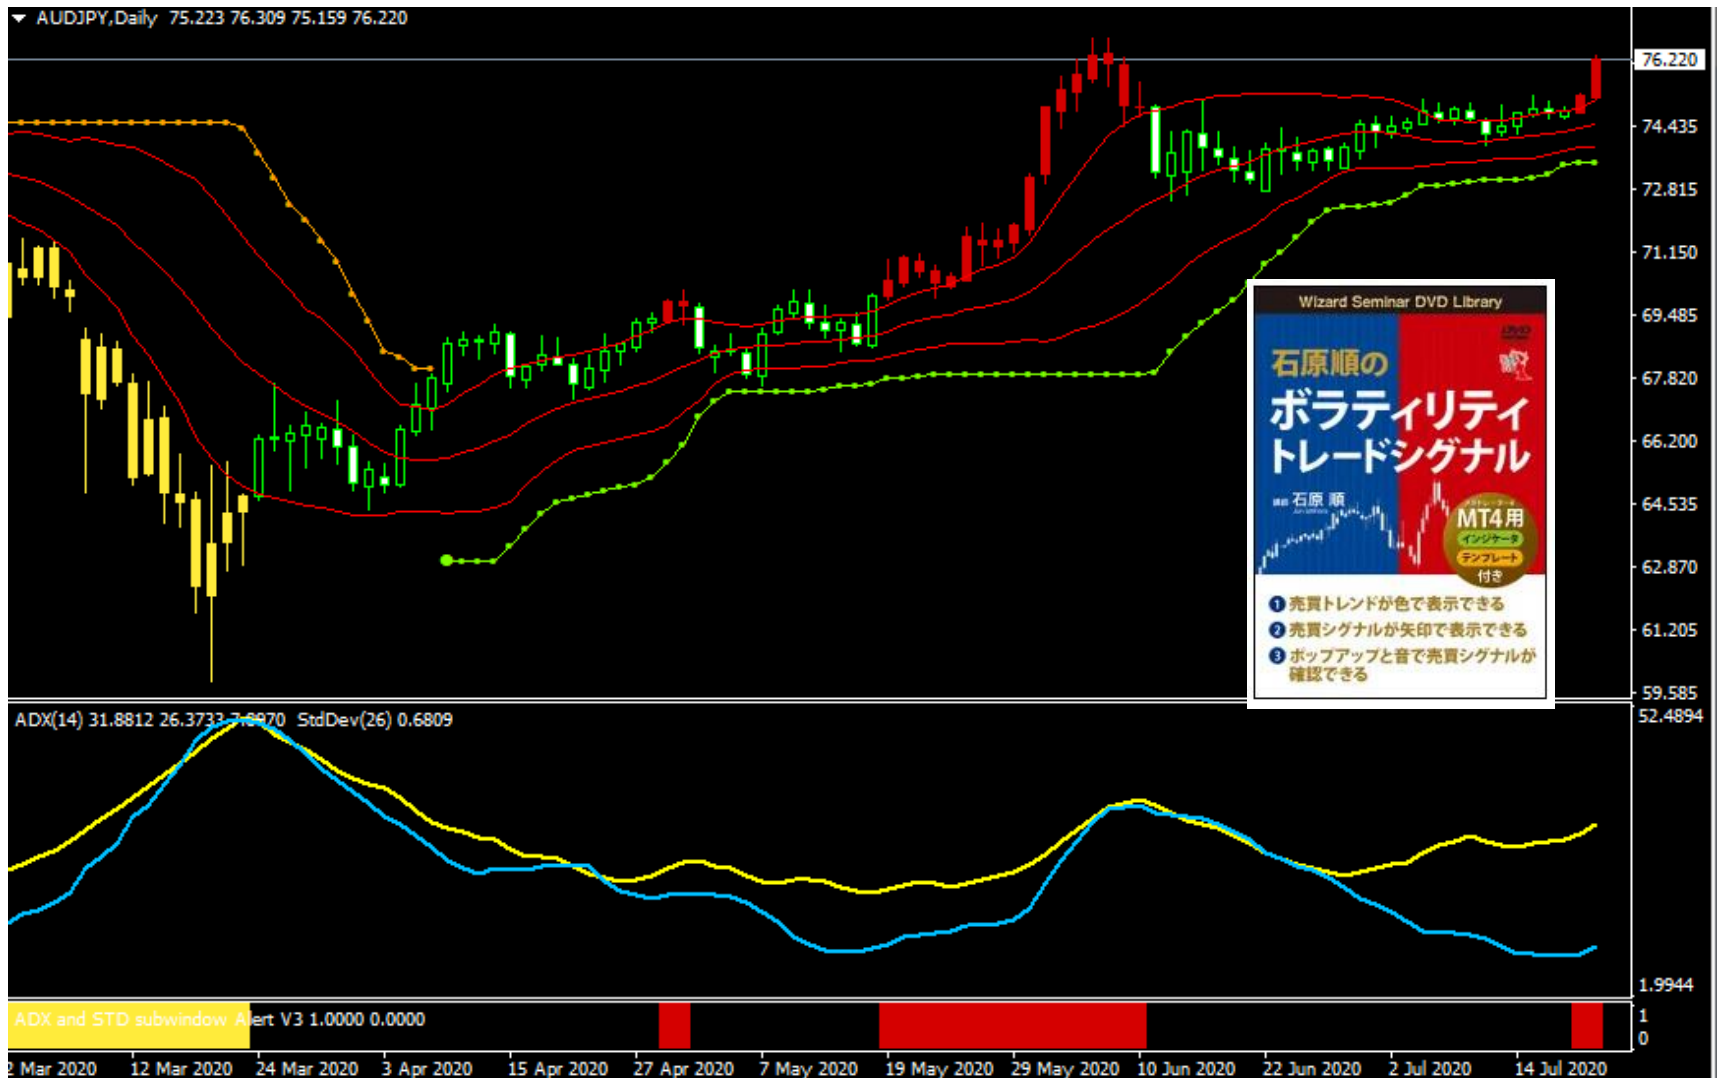 AUDJPY,Daily 75.223 76.309 75.159 76.220
76.220
74.435
72.815
71.150
69.485
67.820
66.200
64.535
62.870
61.205
59.585
Wizard Seminar DVD Library
DVD
石原順の
ボラティリティ
トレードシグナル
石原 順
MT4用
インジケータ
テンプレート
付き
1 売買トレンドが色で表示できる
2 売買シグナルが矢印で表示できる
3 ポップアップと音で売買シグナルが
確認できる
ADX(14) 31.8812 26.3733 7.8970 StdDev(26) 0.6809
52.4894
1.9944
ADX and STD subwindow Alert V3 1.0000 0.0000
1
0
2 Mar 2020 12 Mar 2020 24 Mar 2020 3 Apr 2020 15 Apr 2020 27 Apr 2020 7 May 2020 19 May 2020 29 May 2020 10 Jun 2020 22 Jun 2020 2 Jul 2020 14 Jul 2020